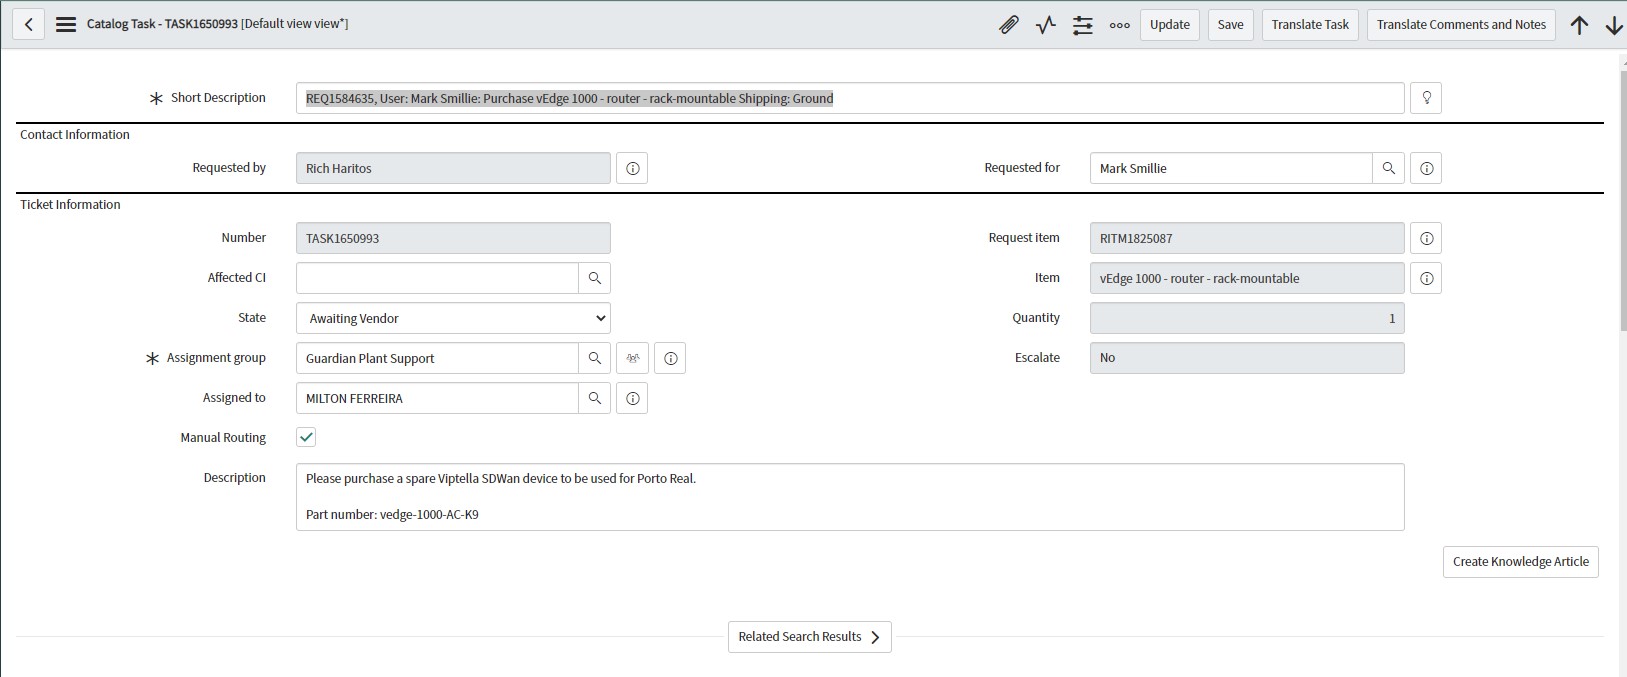 Catalog Task - TASK1650993 [Default view view*]
Update
Save
Translate Task
Translate Comments and Notes
Short Description
REQ1584635, User: Mark Smillie: Purchase vEdge 1000 - router - rack-mountable Shipping: Ground
Contact Information
Requested by
Rich Haritos
Requested for
Mark Smillie
Ticket Information
Number
TASK1650993
Request item
RITM1825087
Affected CI
Item
vEdge 1000 - router - rack-mountable
State
Awaiting Vendor
Quantity
1
Assignment group
Guardian Plant Support
Escalate
No
Assigned to
MILTON FERREIRA
Manual Routing
Description
Please purchase a spare Viptella SDWan device to be used for Porto Real.
Part number: vedge-1000-AC-K9
Create Knowledge Article
Related Search Results